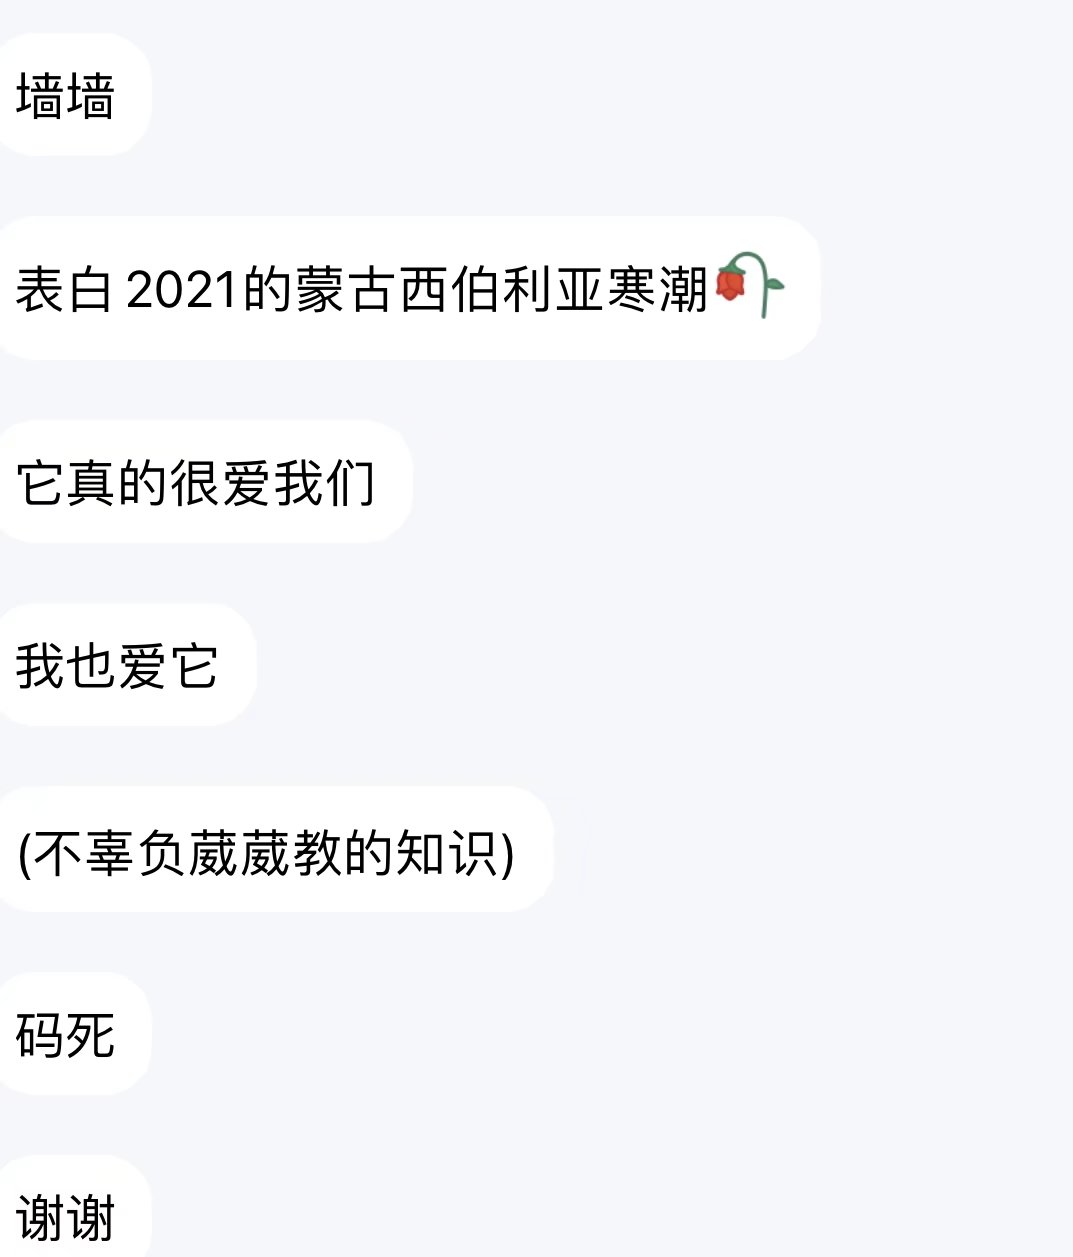 墙墙
表白2021的蒙古西伯利亚寒潮🥀
它真的很爱我们
我也爱它
(不辜负葳葳教的知识)
码死
谢谢